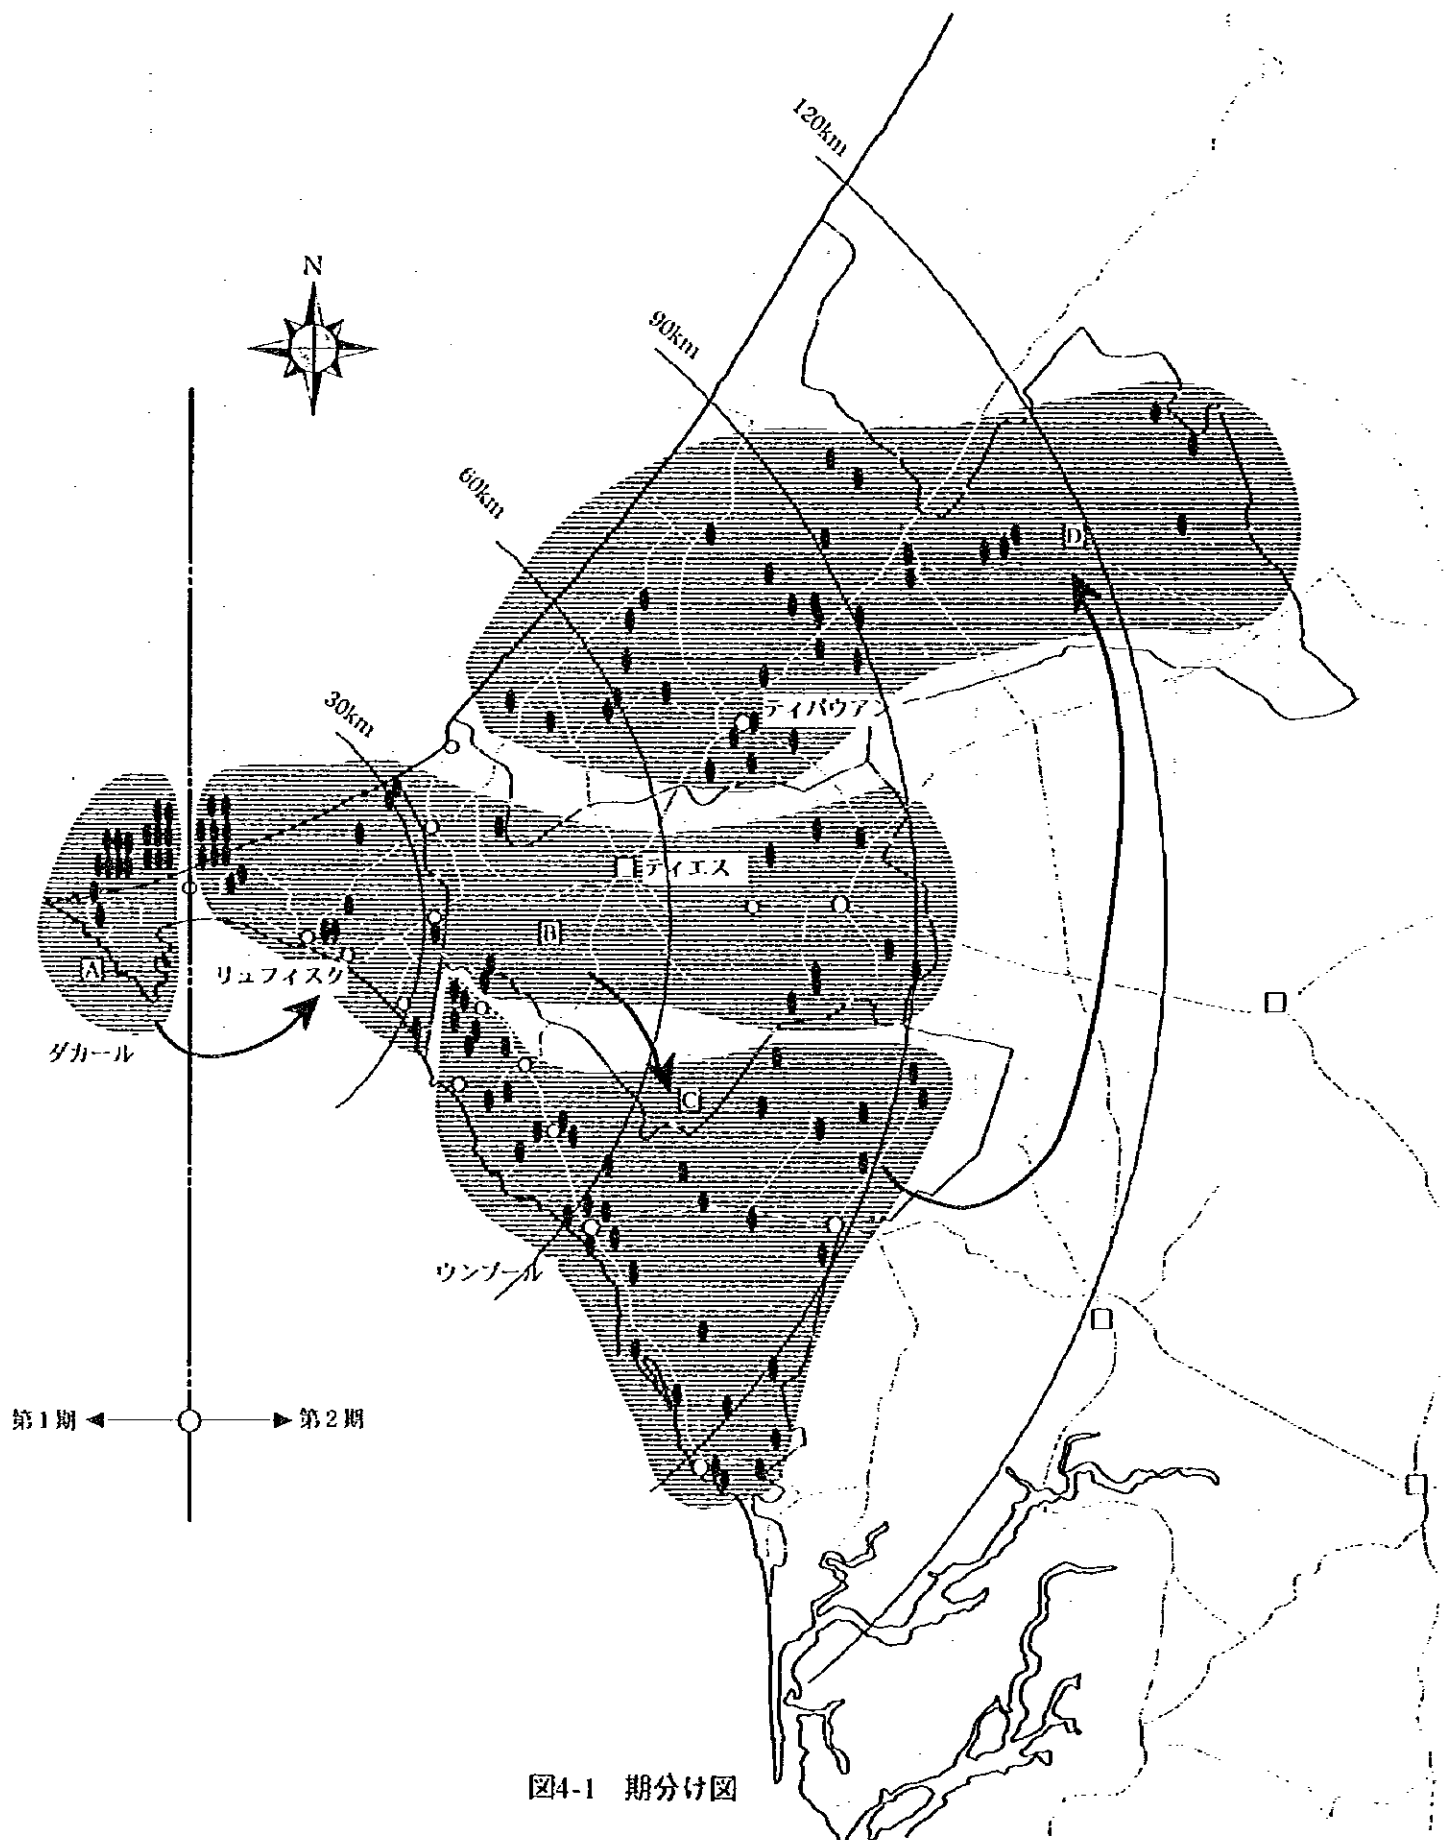 120km
N
90km
60km
D
30km
ティバウア
ティエス
B
A
リュフィスク
ダカール
C
ウンブール
第1期
第2期
図4-1 期分け図